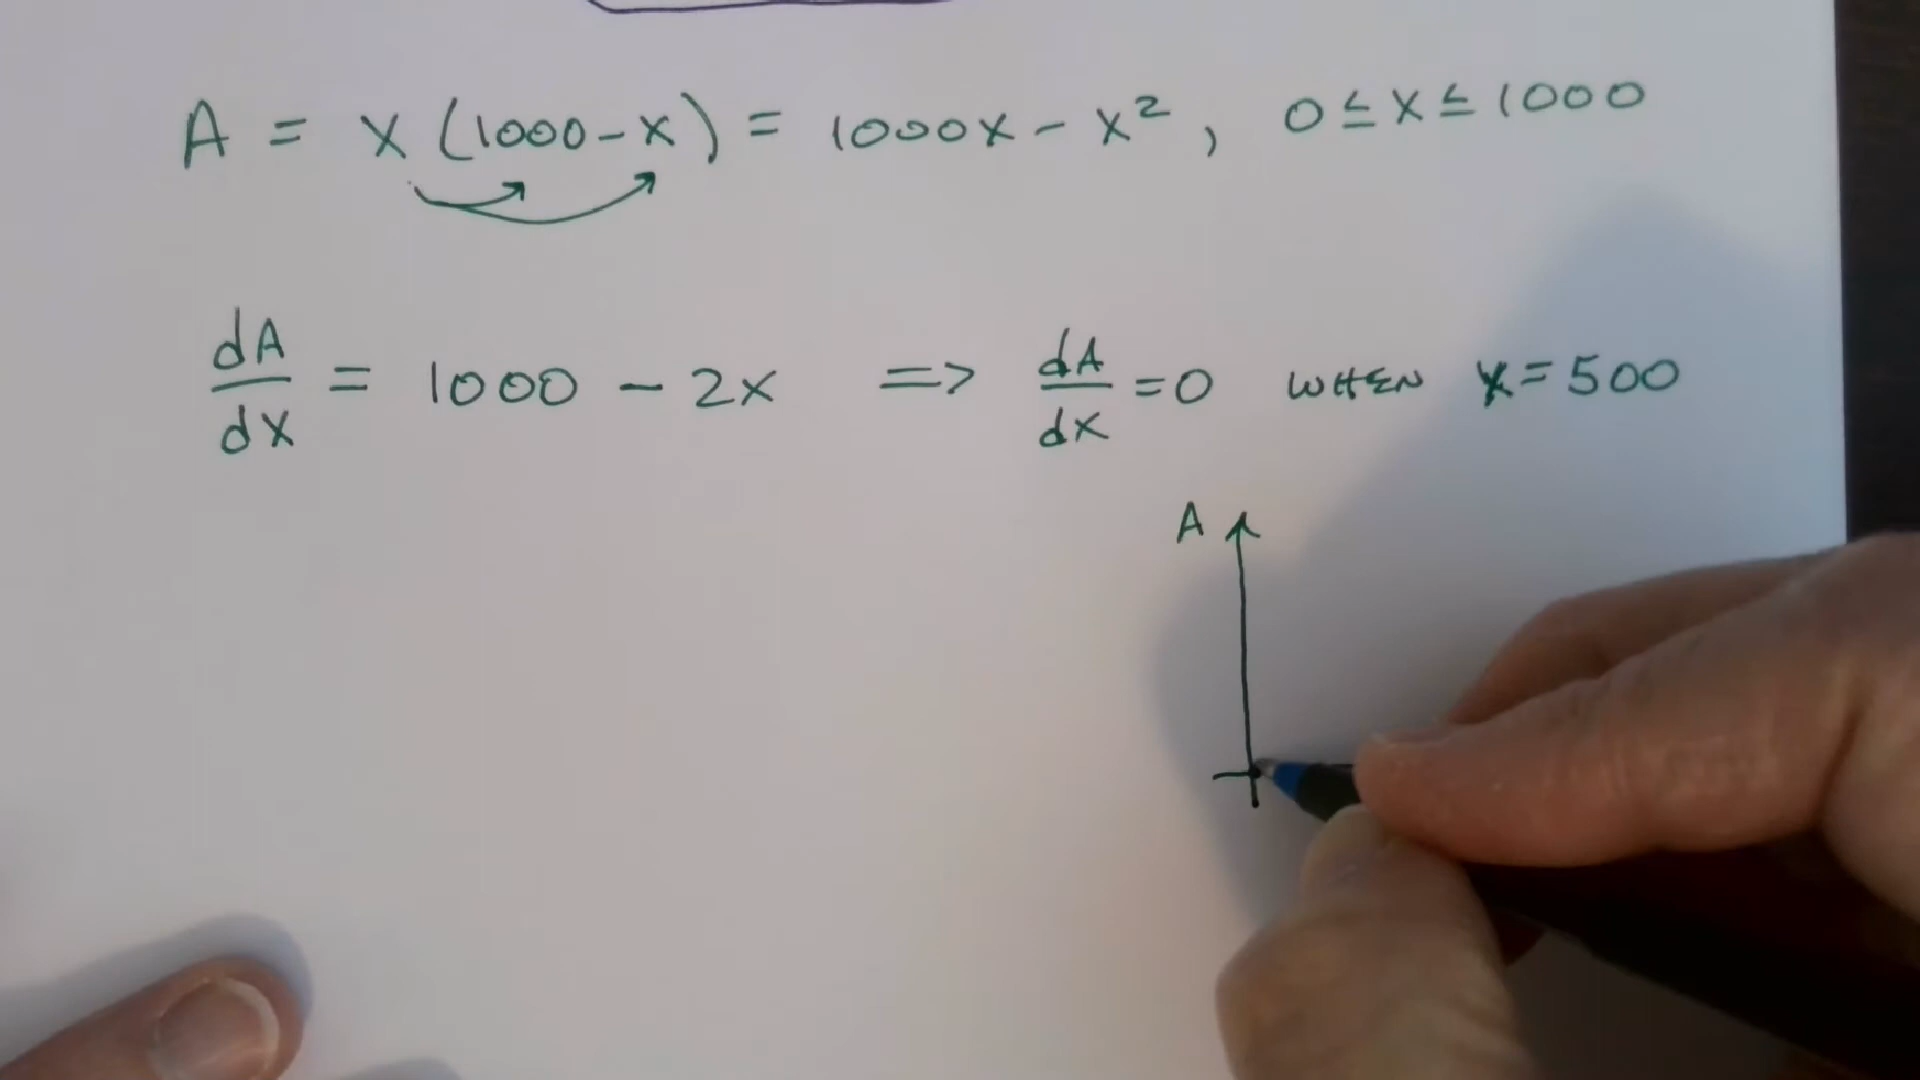 A = x (1000 - x) = 1000x - x², 0 ≤ x ≤ 1000
dA/dx = 1000 - 2x => dA/dx = 0 WHEN x = 500
A